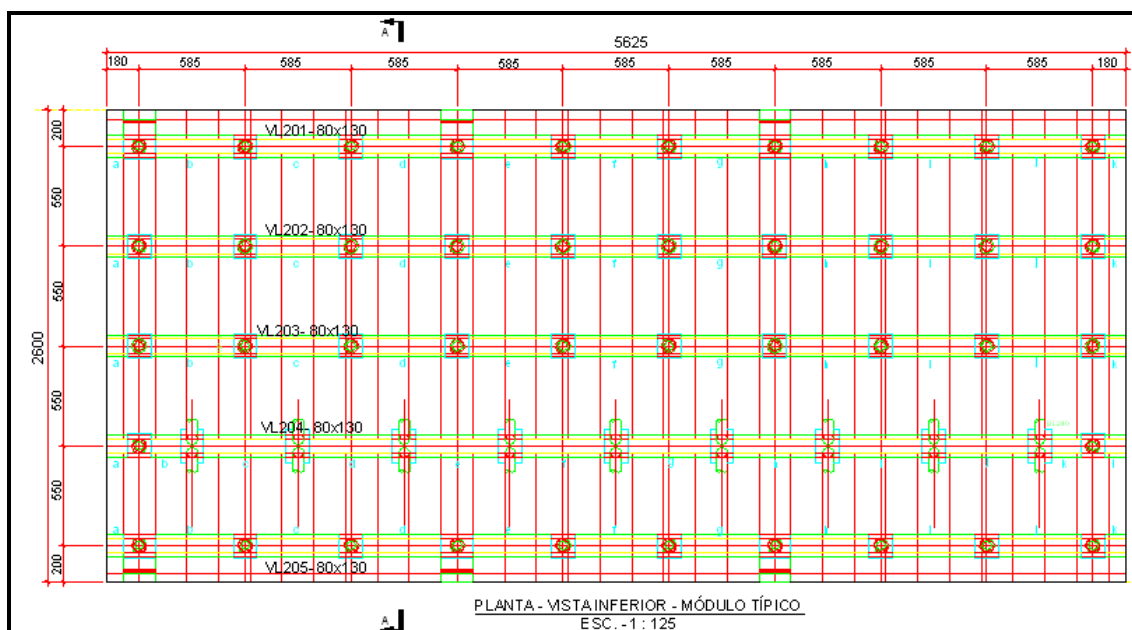 A
5625
180 585 585 585 585 585 585 585 585 585 180
200
VL201-80x130
a b c d e f g h i j k
550
VL202-80x130
a b c d e f g h i j k
550
VL203-80x130
a b c d e f g h i j k
2600
550
VL204-80x130
a b c d e f g h i j k l
550
a b c d e f g h i j k
200
VL205-80x130
PLANTA - VISTA INFERIOR - MÓDULO TÍPICO
ESC. - 1 : 125
A